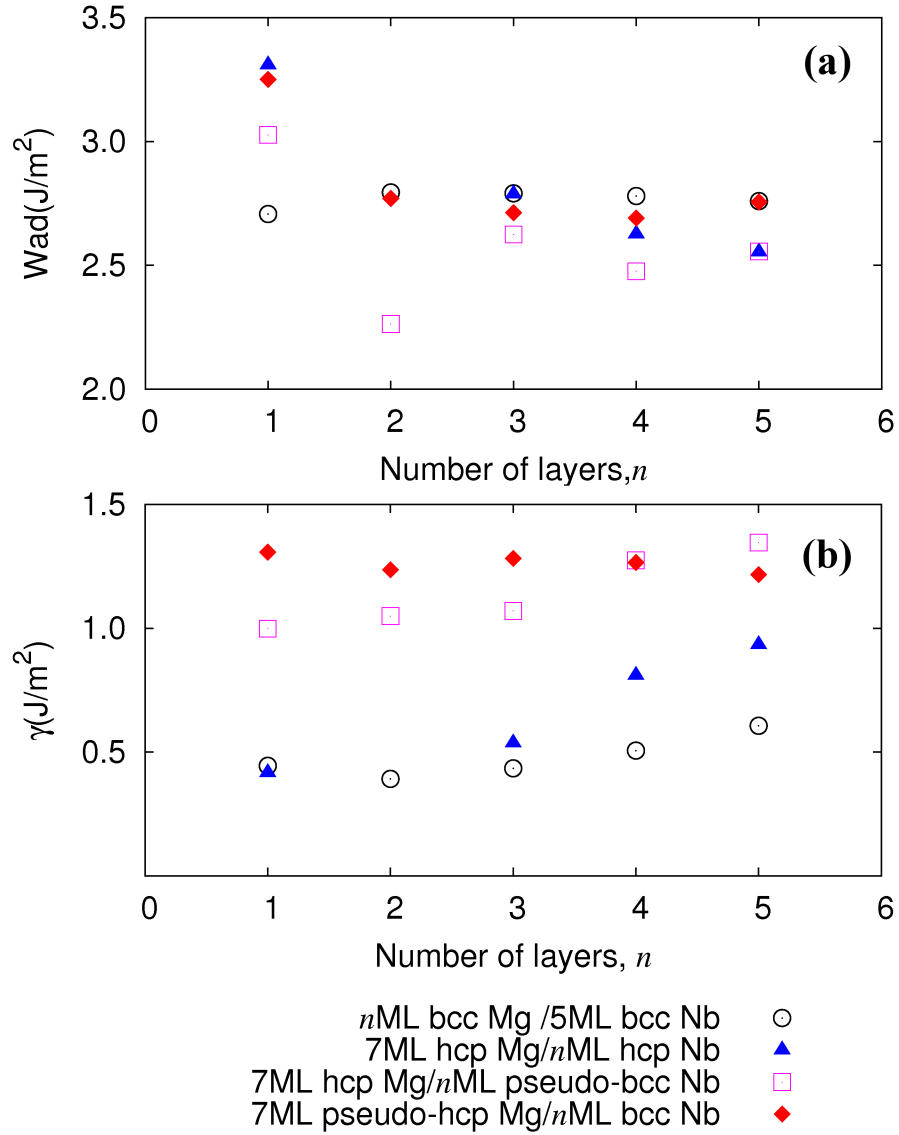 3.5
(a)
3.0
Wad(J/m²)
2.5
2.0
0 1 2 3 4 5 6
Number of layers,n
1.5
(b)
1.0
γ(J/m²)
0.5
0 1 2 3 4 5 6
Number of layers, n
nML bcc Mg /5ML bcc Nb
7ML hcp Mg/nML hcp Nb
7ML hcp Mg/nML pseudo-bcc Nb
7ML pseudo-hcp Mg/nML bcc Nb